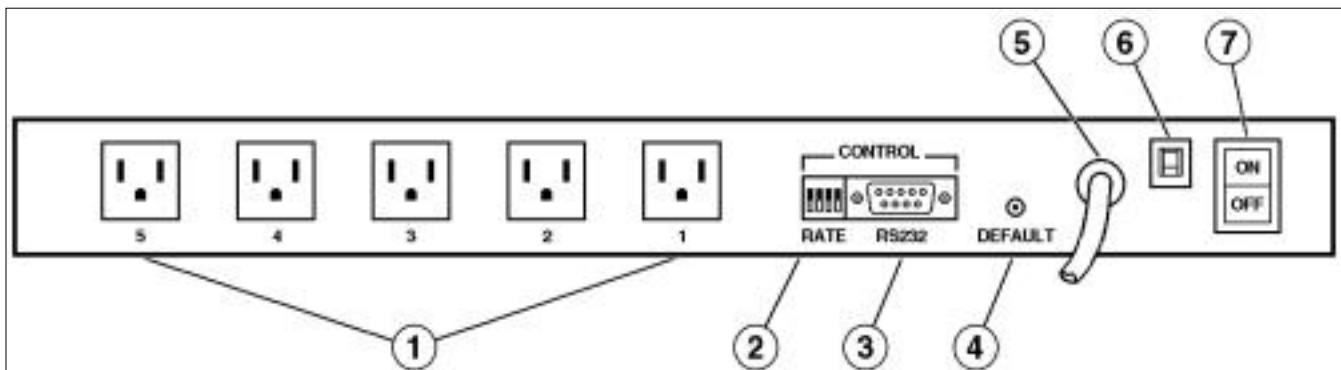 5 6 7
CONTROL
ON
OFF
5 4 3 2 1
RATE RS232 DEFAULT
1 2 3 4